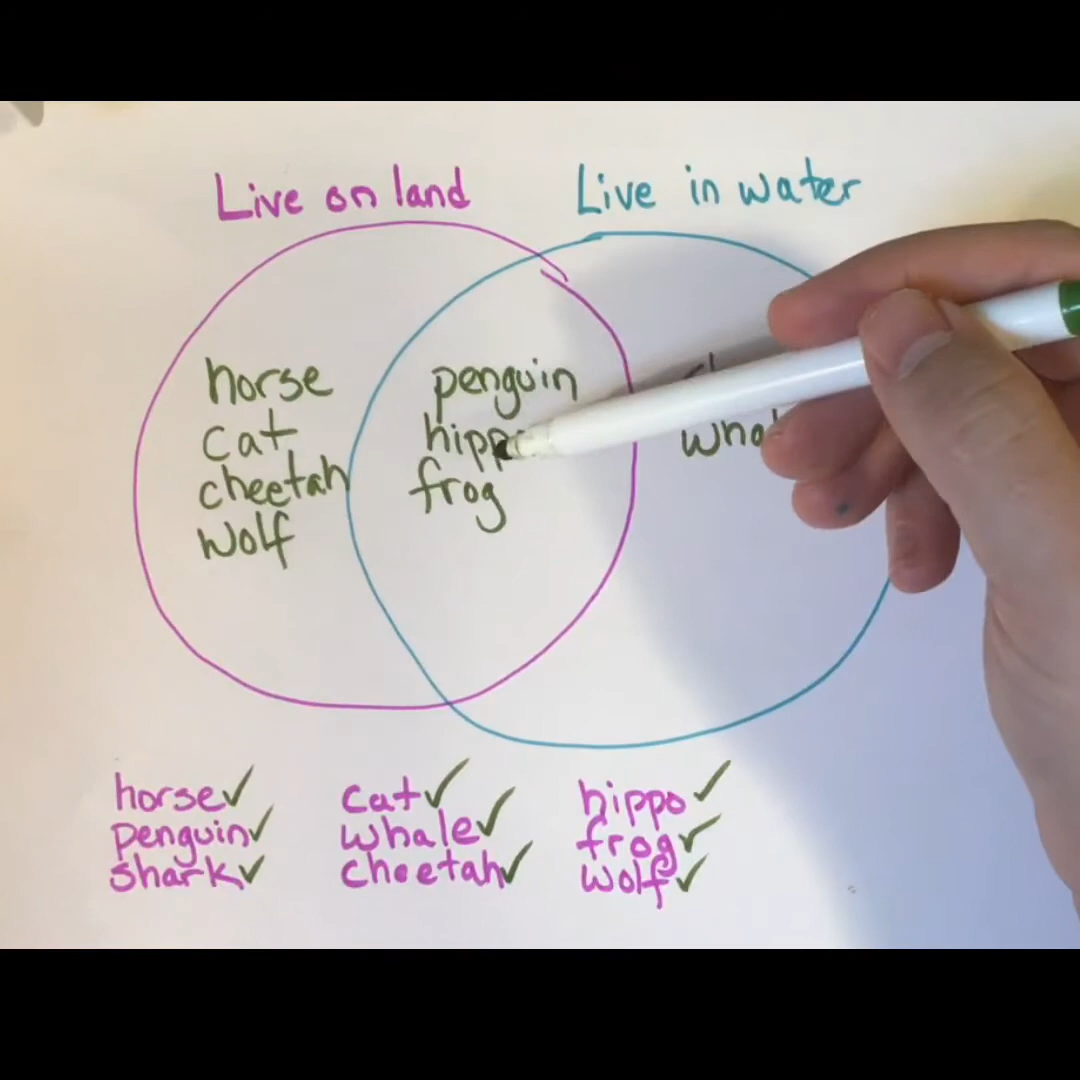 Live on land
Live in water
horse
cat
cheetah
wolf
penguin
hipp
frog
horse✓
penguin✓
shark✓
cat✓
whale✓
cheetah✓
hippo✓
frog✓
wolf✓